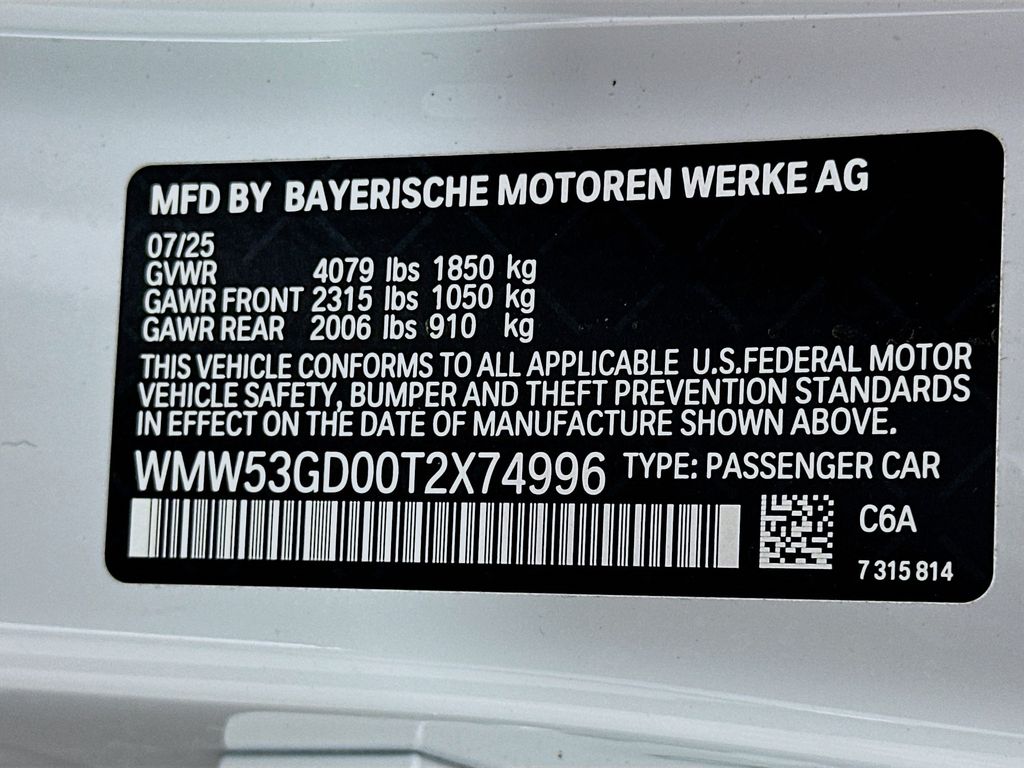 MFD BY BAYERISCHE MOTOREN WERKE AG
07/25
GVWR 4079 lbs 1850 kg
GAWR FRONT 2315 lbs 1050 kg
GAWR REAR 2006 lbs 910 kg
THIS VEHICLE CONFORMS TO ALL APPLICABLE U.S.FEDERAL MOTOR
VEHICLE SAFETY, BUMPER AND THEFT PREVENTION STANDARDS
IN EFFECT ON THE DATE OF MANUFACTURE SHOWN ABOVE.
WMW53GD00T2X74996 TYPE: PASSENGER CAR
C6A
7 315 814